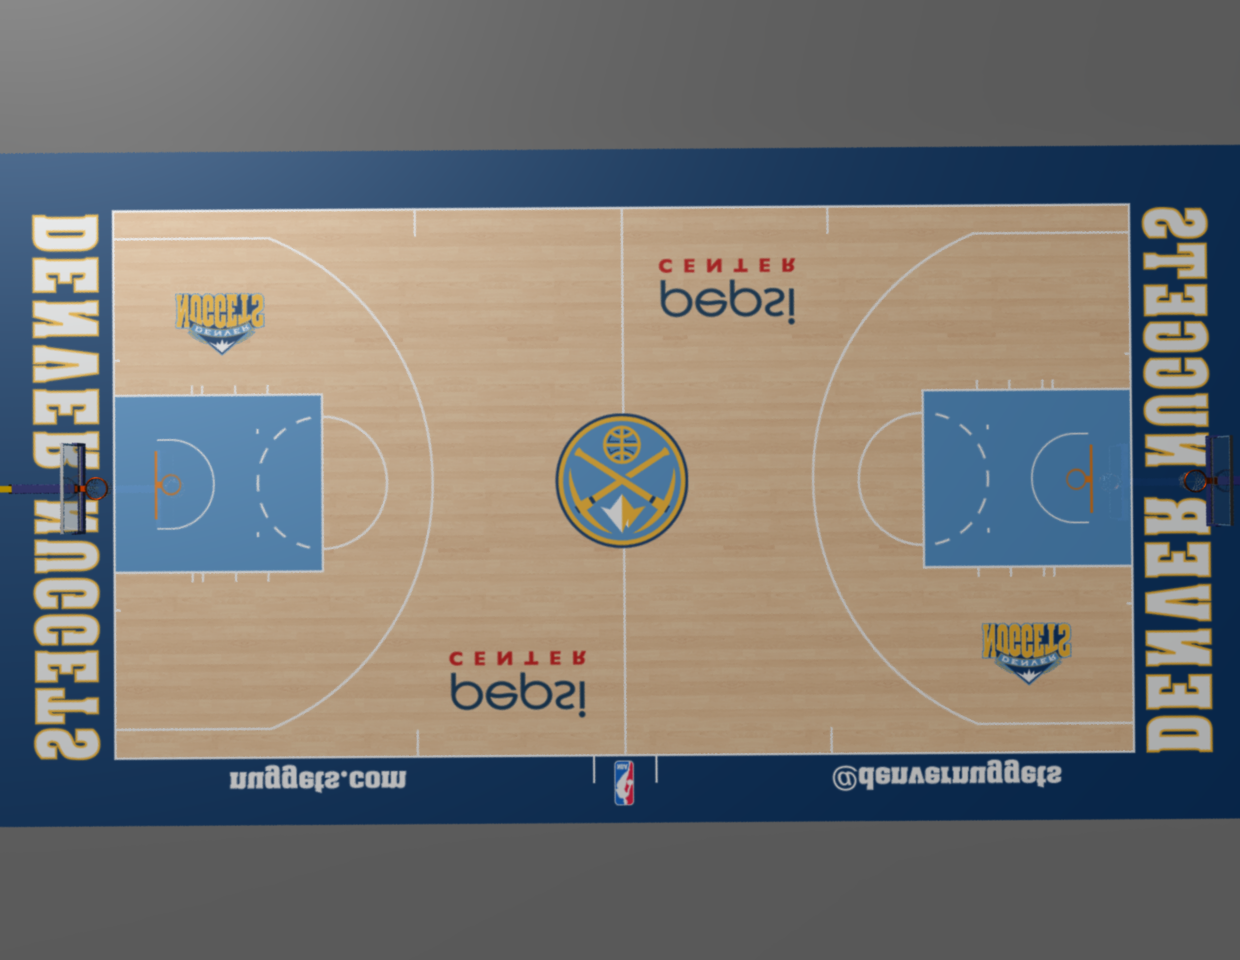 CENTER
pepsi
NUGGETS
DENVER
DENVER NUGGETS
DENVER NUGGETS
CENTER
pepsi
NUGGETS
DENVER
nuggets.com
@denvernuggets